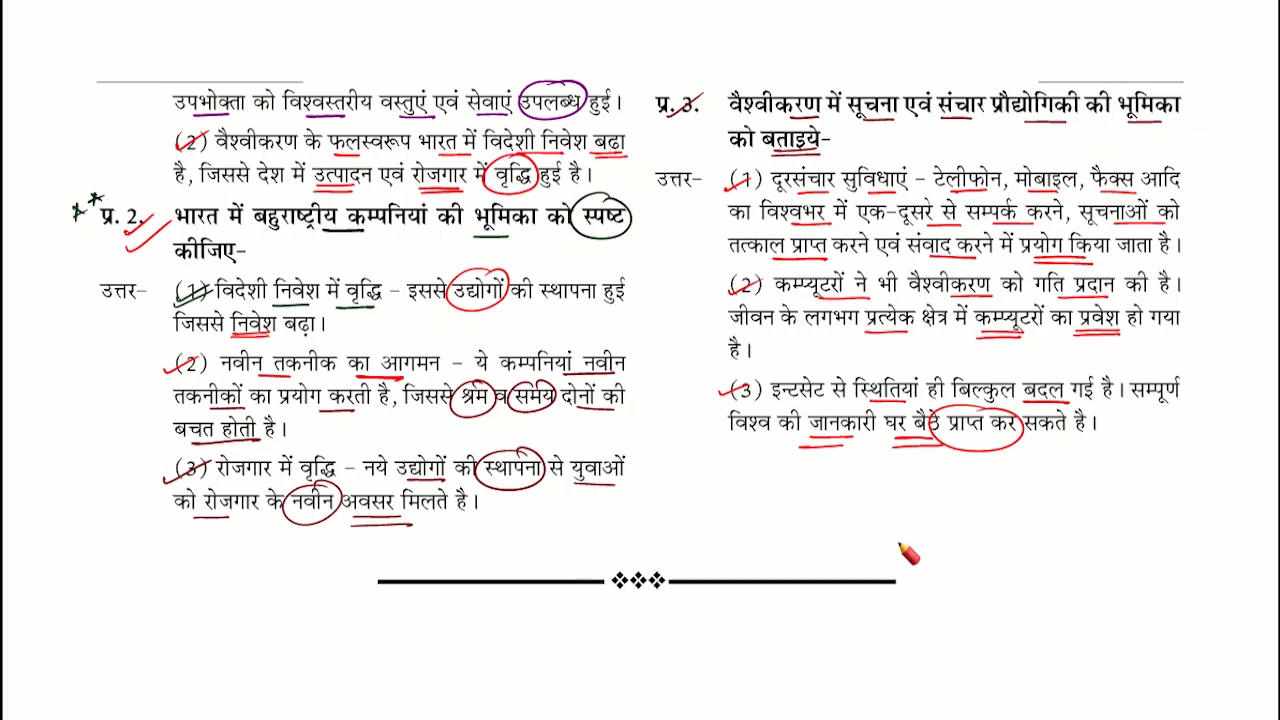 उपभोक्ता को विश्वस्तरीय वस्तुएं एवं सेवाएं उपलब्ध हुई।
(2) वैश्वीकरण के फलस्वरूप भारत में विदेशी निवेश बढा
है, जिससे देश में उत्पादन एवं रोजगार में वृद्धि हुई है।
प्र. 2. भारत में बहुराष्ट्रीय कम्पनियां की भूमिका को स्पष्ट
कीजिए-
उत्तर- (1) विदेशी निवेश में वृद्धि - इससे उद्योगों की स्थापना हुई
जिससे निवेश बढ़ा।
(2) नवीन तकनीक का आगमन - ये कम्पनियां नवीन
तकनीकों का प्रयोग करती है, जिससे श्रम व समय दोनों की
बचत होती है।
(3) रोजगार में वृद्धि - नये उद्योगों की स्थापना से युवाओं
को रोजगार के नवीन अवसर मिलते है।
प्र. 3. वैश्वीकरण में सूचना एवं संचार प्रौद्योगिकी की भूमिका
को बताइये-
उत्तर- (1) दूरसंचार सुविधाएं - टेलीफोन, मोबाइल, फैक्स आदि
का विश्वभर में एक-दूसरे से सम्पर्क करने, सूचनाओं को
तत्काल प्राप्त करने एवं संवाद करने में प्रयोग किया जाता है।
(2) कम्प्यूटरों ने भी वैश्वीकरण को गति प्रदान की है।
जीवन के लगभग प्रत्येक क्षेत्र में कम्प्यूटरों का प्रवेश हो गया
है।
(3) इन्टसेट से स्थितियां ही बिल्कुल बदल गई है। सम्पूर्ण
विश्व की जानकारी घर बैठे प्राप्त कर सकते है।